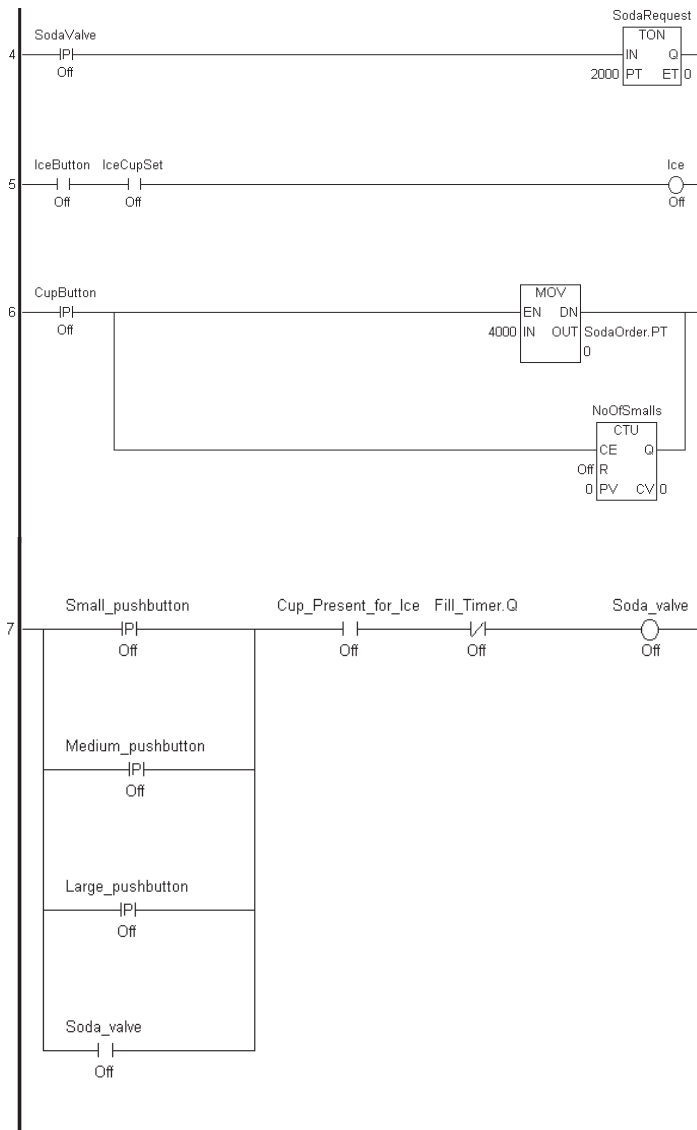 SodaRequest
SodaValve
TON
4
P
IN Q
Off
2000 PT ET 0
IceButton IceCupSet Ice
5
Off Off Off
CupButton
MOV
6
P
EN DN
Off
4000 IN OUT SodaOrder.PT
0
NoOfSmalls
CTU
CE Q
Off R
0 PV CV 0
Small_pushbutton Cup_Present_for_Ice Fill_Timer.Q Soda_valve
7
P
Off Off Off Off
Medium_pushbutton
P
Off
Large_pushbutton
P
Off
Soda_valve
Off